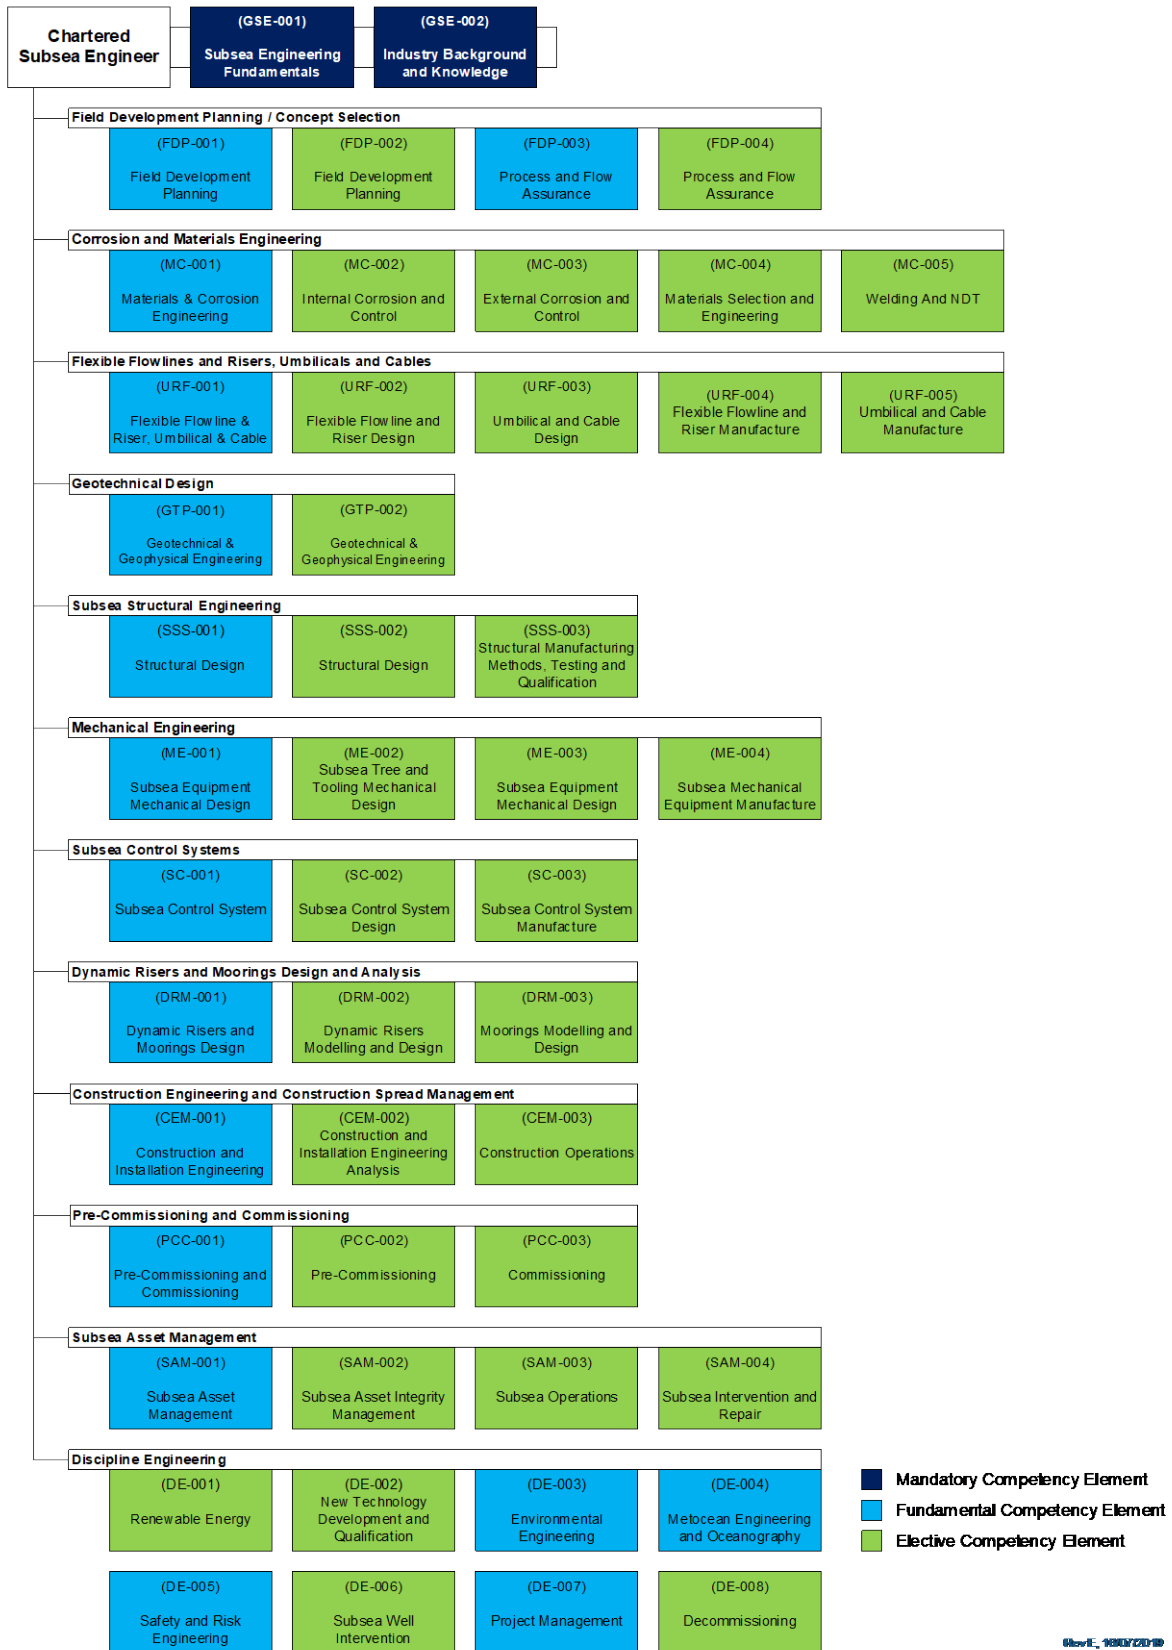 Chartered
Subsea Engineer
(GSE-001)
Subsea Engineering
Fundamentals
(GSE-002)
Industry Background
and Knowledge
Field Development Planning / Concept Selection
(FDP-001)
Field Development
Planning
(FDP-002)
Field Development
Planning
(FDP-003)
Process and Flow
Assurance
(FDP-004)
Process and Flow
Assurance
Corrosion and Materials Engineering
(MC-001)
Materials & Corrosion
Engineering
(MC-002)
Internal Corrosion and
Control
(MC-003)
External Corrosion and
Control
(MC-004)
Materials Selection and
Engineering
(MC-005)
Welding And NDT
Flexible Flowlines and Risers, Umbilicals and Cables
(URF-001)
Flexible Flowline &
Riser, Umbilical & Cable
(URF-002)
Flexible Flowline and
Riser Design
(URF-003)
Umbilical and Cable
Design
(URF-004)
Flexible Flowline and
Riser Manufacture
(URF-005)
Umbilical and Cable
Manufacture
Geotechnical Design
(GTP-001)
Geotechnical &
Geophysical Engineering
(GTP-002)
Geotechnical &
Geophysical Engineering
Subsea Structural Engineering
(SSS-001)
Structural Design
(SSS-002)
Structural Design
(SSS-003)
Structural Manufacturing
Methods, Testing and
Qualification
Mechanical Engineering
(ME-001)
Subsea Equipment
Mechanical Design
(ME-002)
Subsea Tree and
Tooling Mechanical
Design
(ME-003)
Subsea Equipment
Mechanical Design
(ME-004)
Subsea Mechanical
Equipment Manufacture
Subsea Control Systems
(SC-001)
Subsea Control System
(SC-002)
Subsea Control System
Design
(SC-003)
Subsea Control System
Manufacture
Dynamic Risers and Moorings Design and Analysis
(DRM-001)
Dynamic Risers and
Moorings Design
(DRM-002)
Dynamic Risers
Modelling and Design
(DRM-003)
Moorings Modelling and
Design
Construction Engineering and Construction Spread Management
(CEM-001)
Construction and
Installation Engineering
(CEM-002)
Construction and
Installation Engineering
Analysis
(CEM-003)
Construction Operations
Pre-Commissioning and Commissioning
(PCC-001)
Pre-Commissioning and
Commissioning
(PCC-002)
Pre-Commissioning
(PCC-003)
Commissioning
Subsea Asset Management
(SAM-001)
Subsea Asset
Management
(SAM-002)
Subsea Asset Integrity
Management
(SAM-003)
Subsea Operations
(SAM-004)
Subsea Intervention and
Repair
Discipline Engineering
(DE-001)
Renewable Energy
(DE-002)
New Technology
Development and
Qualification
(DE-003)
Environmental
Engineering
(DE-004)
Metocean Engineering
and Oceanography
(DE-005)
Safety and Risk
Engineering
(DE-006)
Subsea Well
Intervention
(DE-007)
Project Management
(DE-008)
Decommissioning
Mandatory Competency Element
Fundamental Competency Element
Elective Competency Element
Rev E,